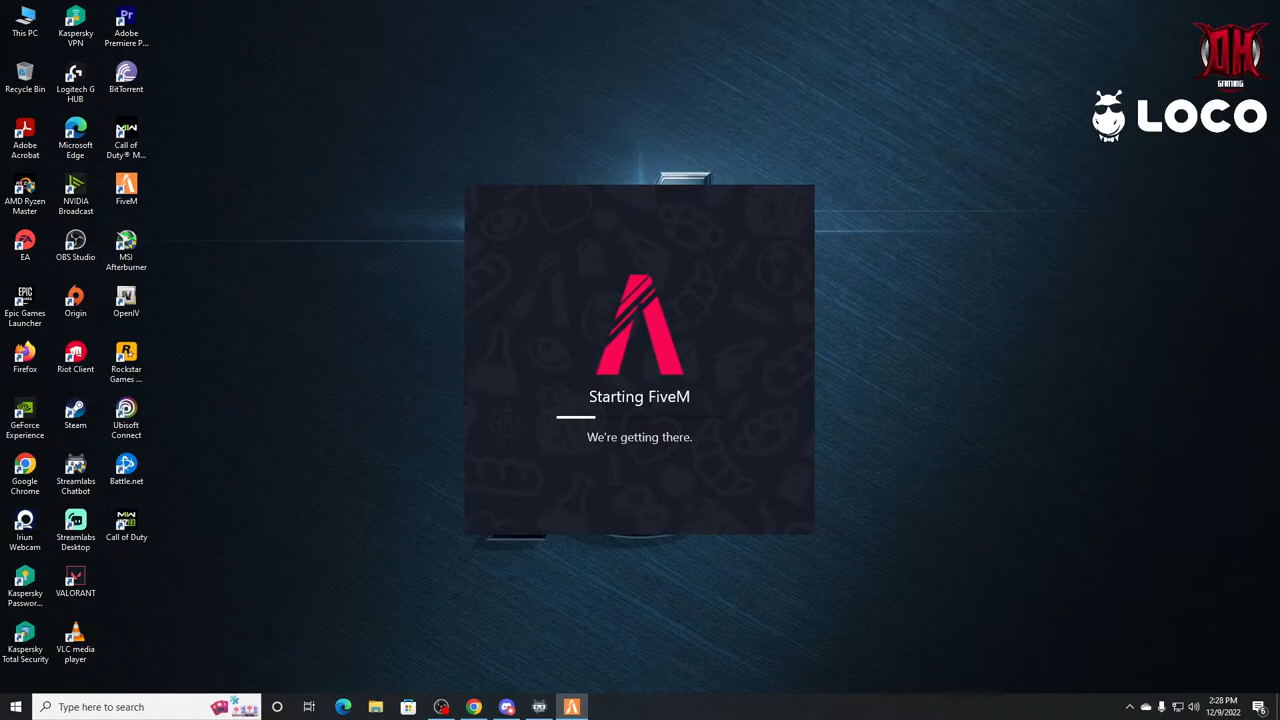 This PC
Kaspersky
VPN
Adobe
Premiere P...
Recycle Bin
Logitech G
HUB
BitTorrent
Adobe
Acrobat
Microsoft
Edge
Call of
Duty® M...
AMD Ryzen
Master
NVIDIA
Broadcast
FiveM
EA
OBS Studio
MSI
Afterburner
Epic Games
Launcher
Origin
OpenIV
Firefox
Riot Client
Rockstar
Games ...
GeForce
Experience
Steam
Ubisoft
Connect
Google
Chrome
Streamlabs
Chatbot
Battle.net
Iriun
Webcam
Streamlabs
Desktop
Call of Duty
Kaspersky
Passwor...
VALORANT
Kaspersky
Total Security
VLC media
player
GAMING
LOCO
Starting FiveM
We're getting there.
Type here to search
2:28 PM
12/9/2022